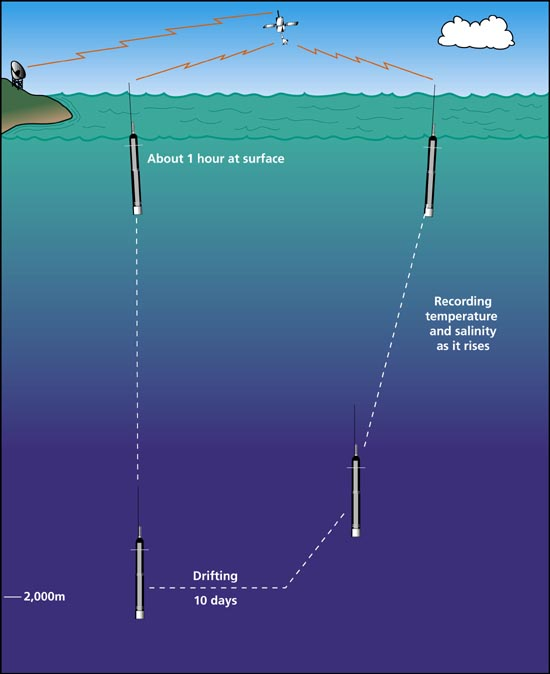 About 1 hour at surface
Recording
temperature
and salinity
as it rises
Drifting
10 days
2,000m